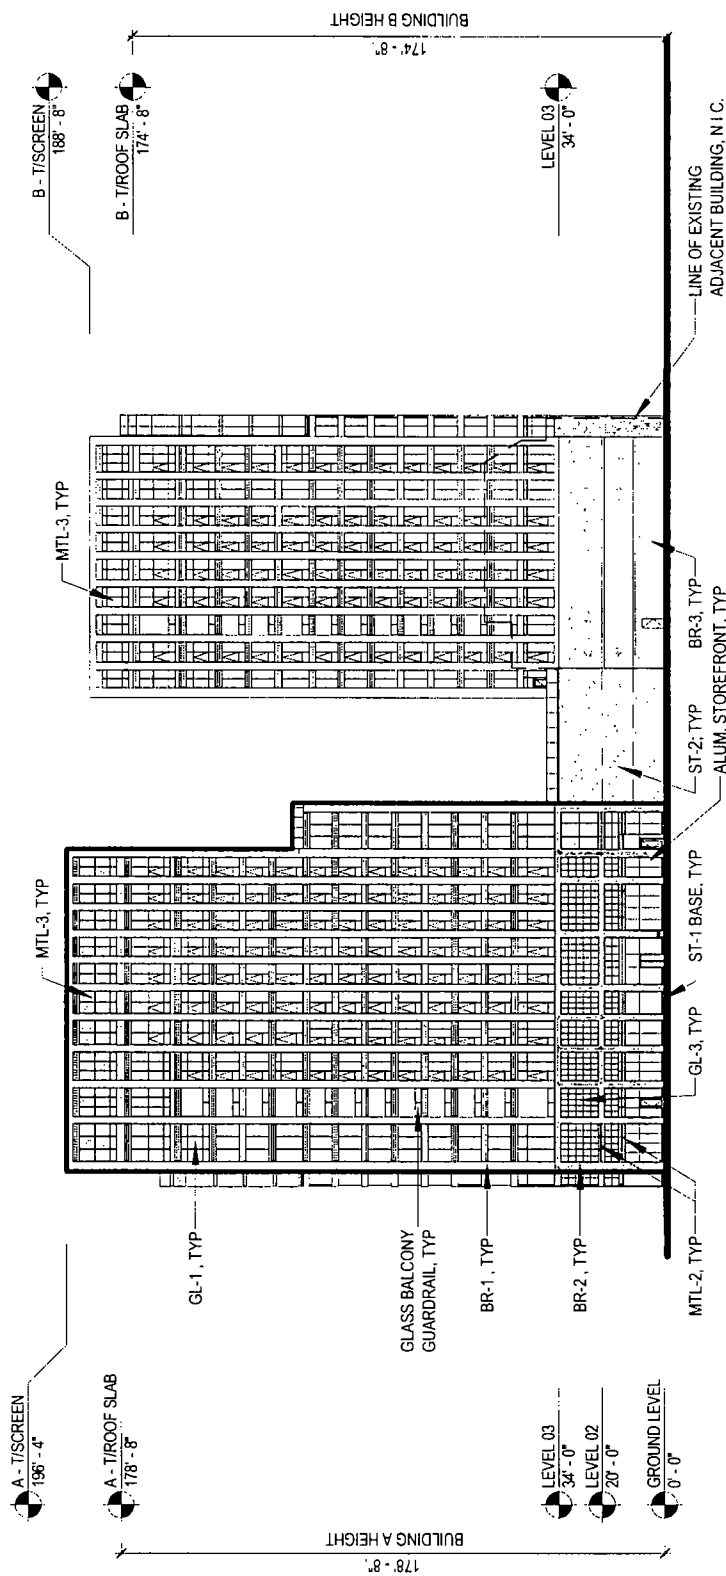 A - T/SCREEN
196' - 4"
A - T/ROOF SLAB
178' - 8"
LEVEL 03
34' - 0"
LEVEL 02
20' - 0"
GROUND LEVEL
0' - 0"
BUILDING A HEIGHT
178' - 8"
GL-1 , TYP
GLASS BALCONY
GUARDRAIL, TYP
BR-1 , TYP
BR-2 , TYP
MTL-2, TYP
MTL-3, TYP
GL-3, TYP
ST-1 BASE, TYP
ALUM. STOREFRONT, TYP
ST-2; TYP
BR-3, TYP
MTL-3, TYP
LINE OF EXISTING
ADJACENT BUILDING, N I C.
B - T/SCREEN
188' - 8"
B - T/ROOF SLAB
174' - 8"
LEVEL 03
34' - 0"
BUILDING B HEIGHT
174' - 8"